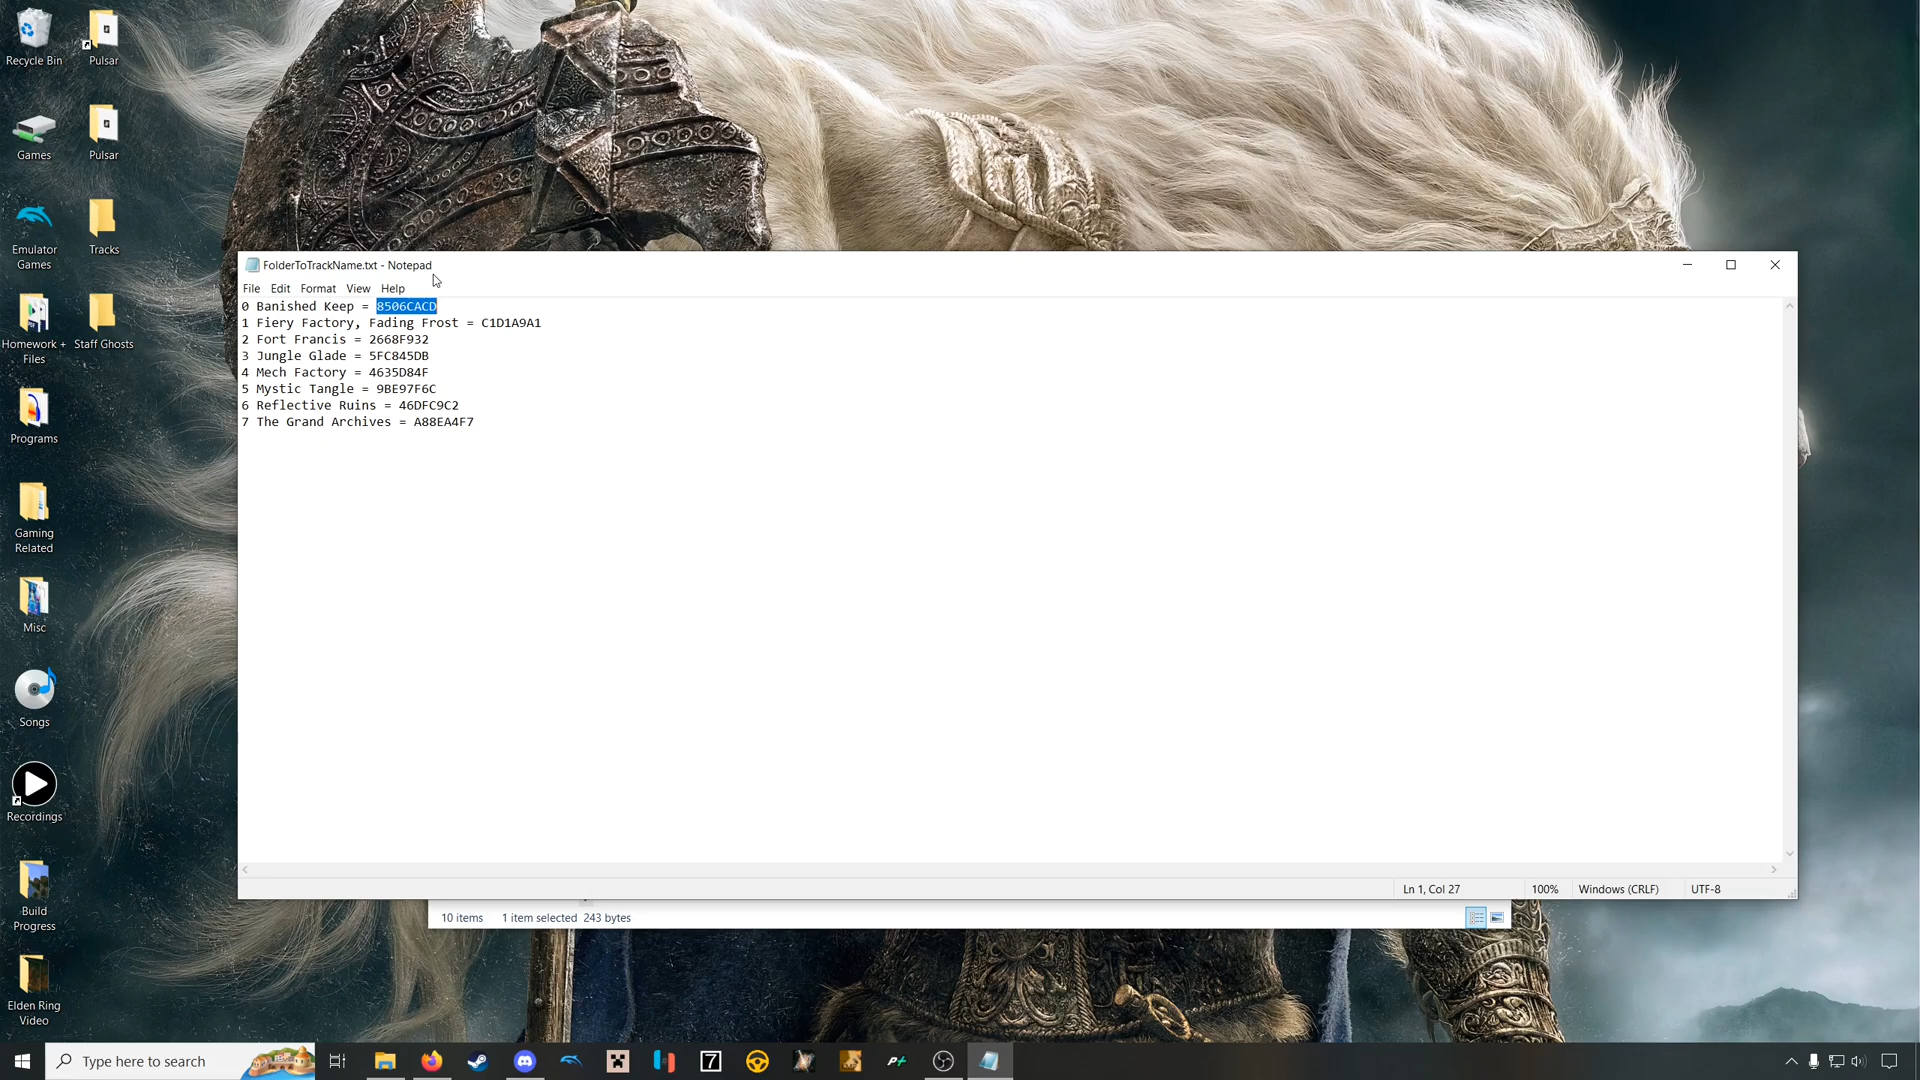 Recycle Bin
Pulsar
Games
Pulsar
Emulator Games
Tracks
Homework + Files
Staff Ghosts
Programs
Gaming Related
Misc
Songs
Recordings
Build Progress
Elden Ring Video
FolderToTrackName.txt - Notepad
File Edit Format View Help
0 Banished Keep = 8506CACD
1 Fiery Factory, Fading Frost = C1D1A9A1
2 Fort Francis = 2668F932
3 Jungle Glade = 5FC845DB
4 Mech Factory = 4635D84F
5 Mystic Tangle = 9BE97F6C
6 Reflective Ruins = 46DFC9C2
7 The Grand Archives = A88EA4F7
Ln 1, Col 27 100% Windows (CRLF) UTF-8
10 items 1 item selected 243 bytes
Type here to search
7
P+